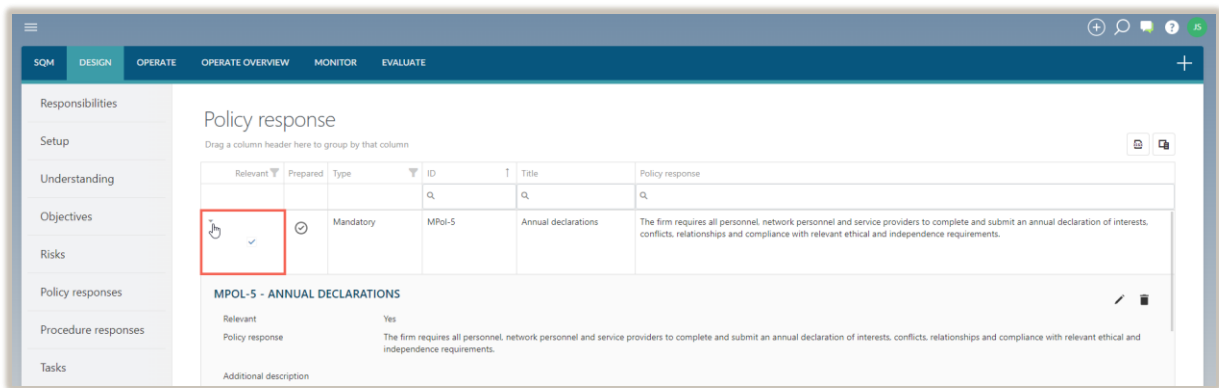 JS
SQM DESIGN OPERATE OPERATE OVERVIEW MONITOR EVALUATE
Responsibilities
Setup
Understanding
Objectives
Risks
Policy responses
Procedure responses
Tasks
Policy response
Drag a column header here to group by that column
Relevant Prepared Type ID Title Policy response
Mandatory MPol-5 Annual declarations The firm requires all personnel, network personnel and service providers to complete and submit an annual declaration of interests,
conflicts, relationships and compliance with relevant ethical and independence requirements.
MPOL-5 - ANNUAL DECLARATIONS
Relevant Yes
Policy response The firm requires all personnel, network personnel and service providers to complete and submit an annual declaration of interests, conflicts, relationships and compliance with relevant ethical and
independence requirements.
Additional description